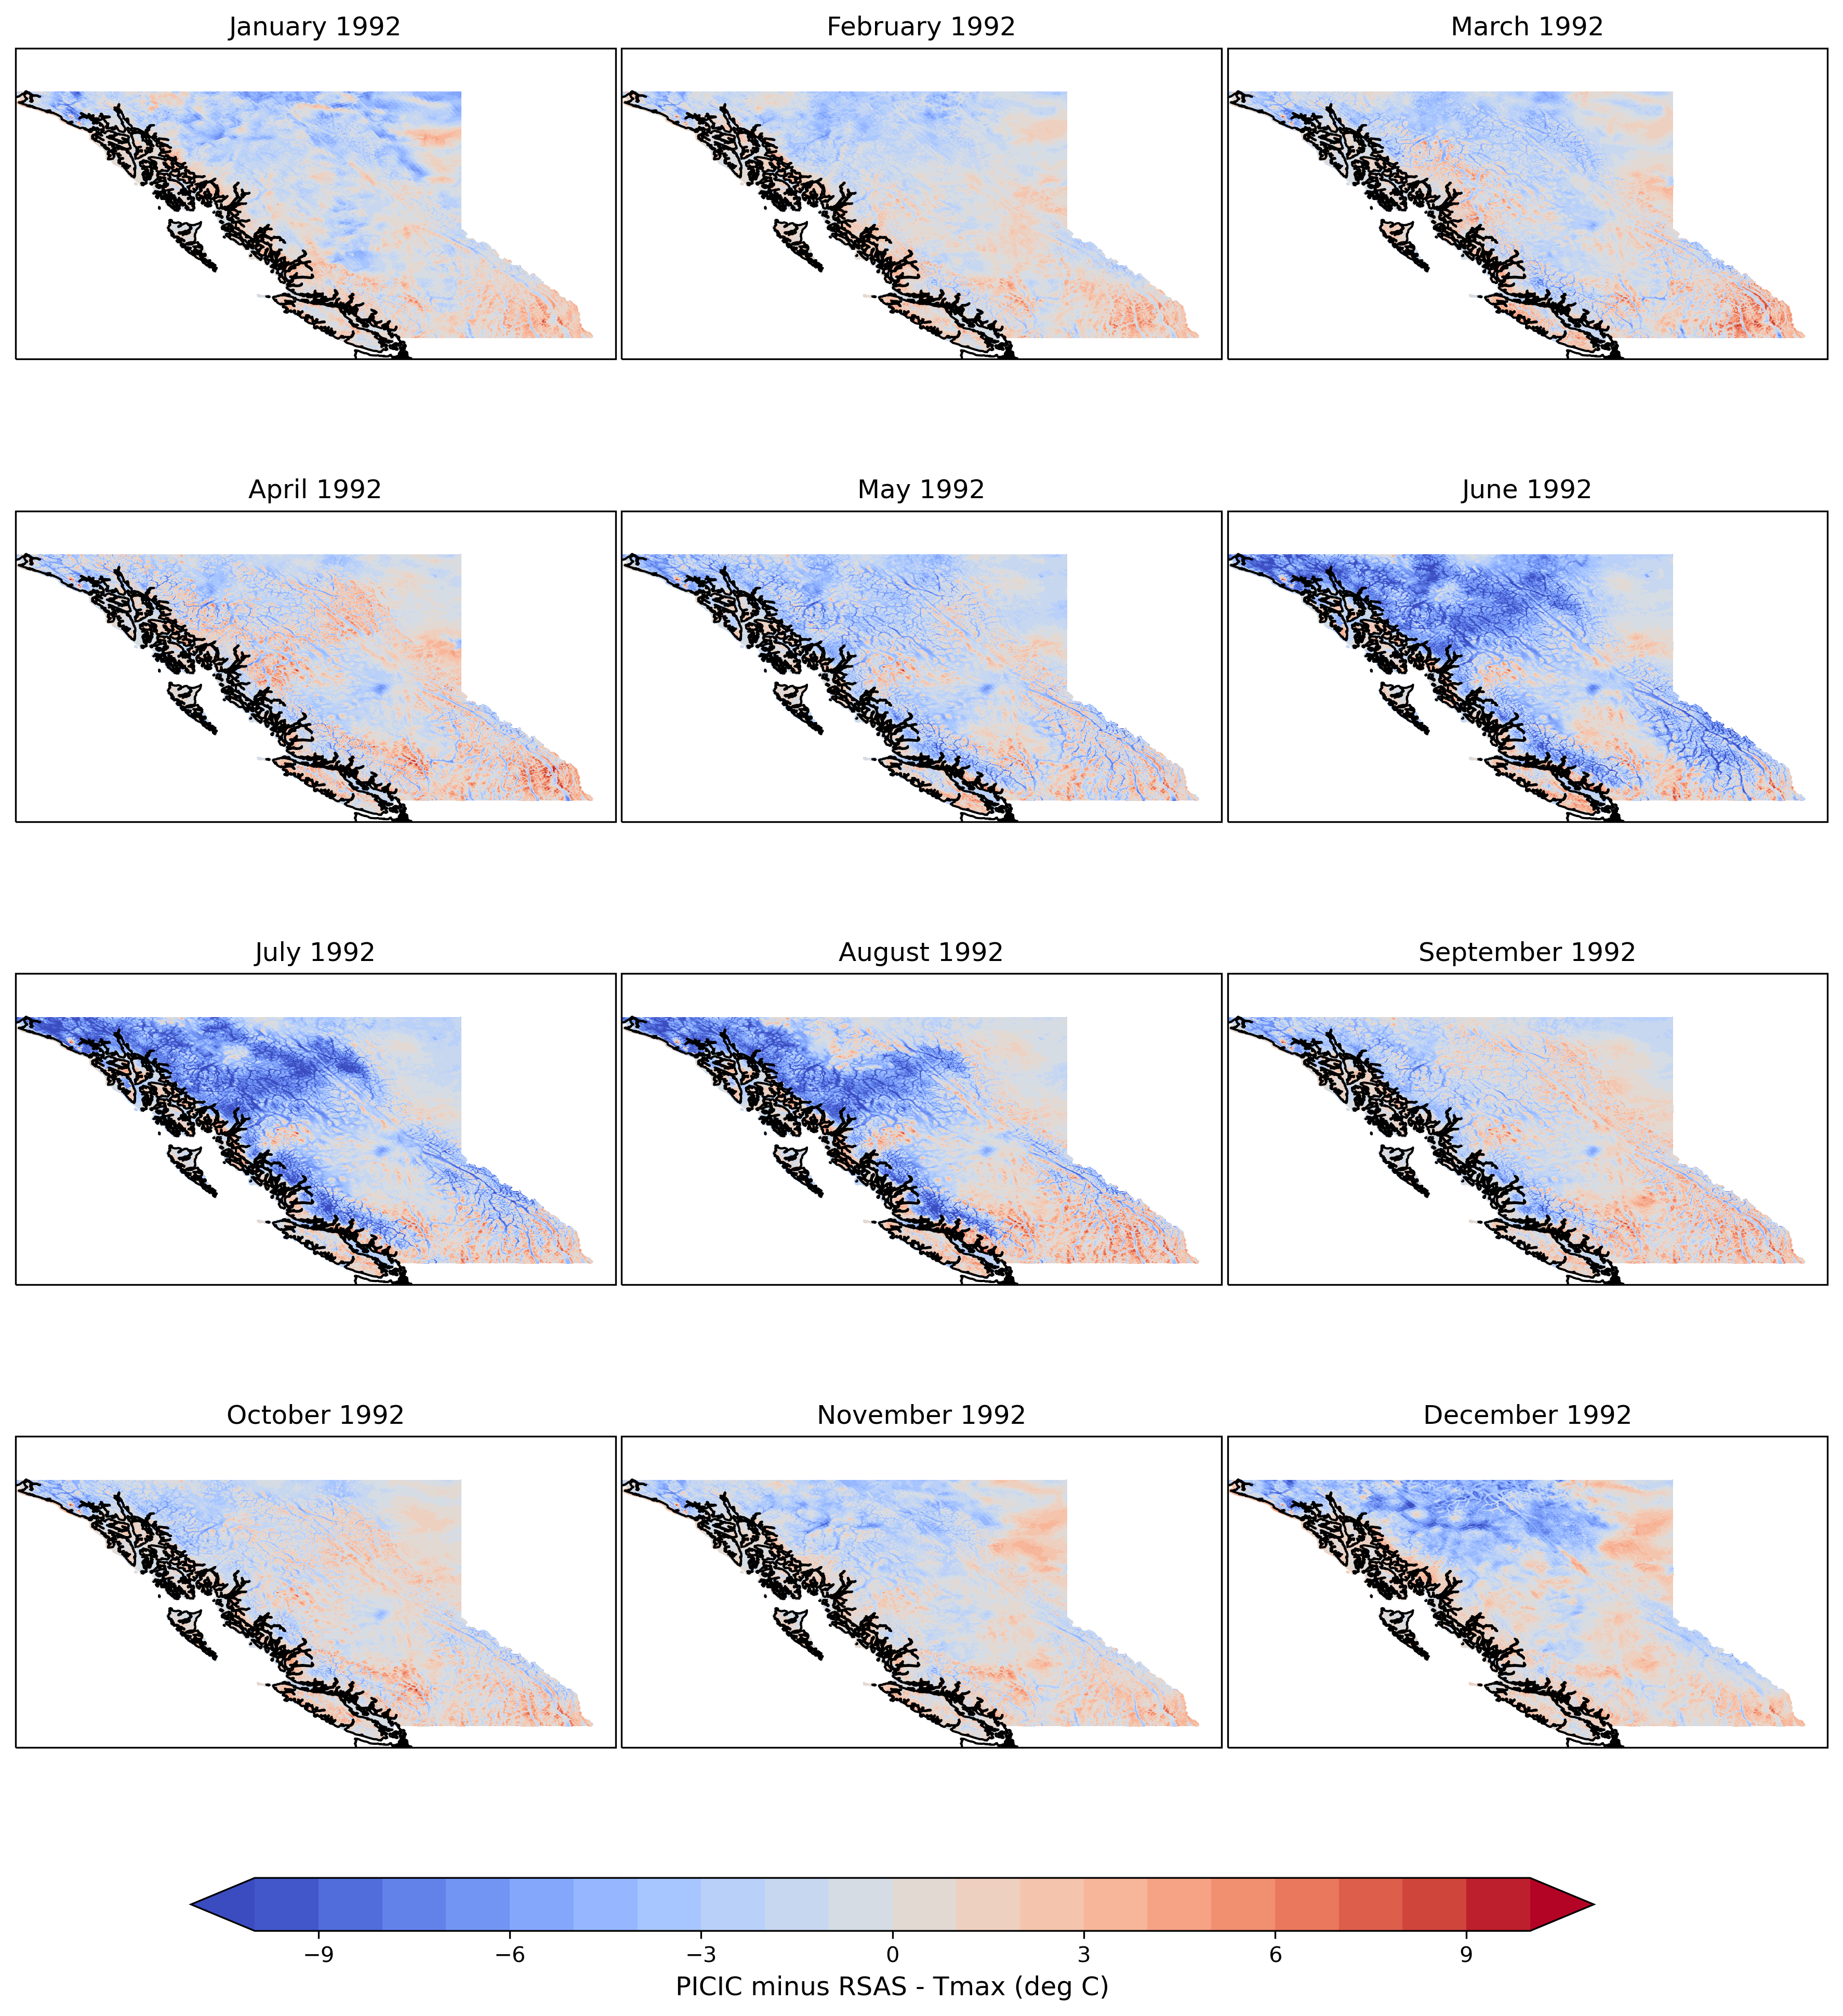 January 1992
February 1992
March 1992
April 1992
May 1992
June 1992
July 1992
August 1992
September 1992
October 1992
November 1992
December 1992
−9 −6 −3 0 3 6 9
PICIC minus RSAS - Tmax (deg C)